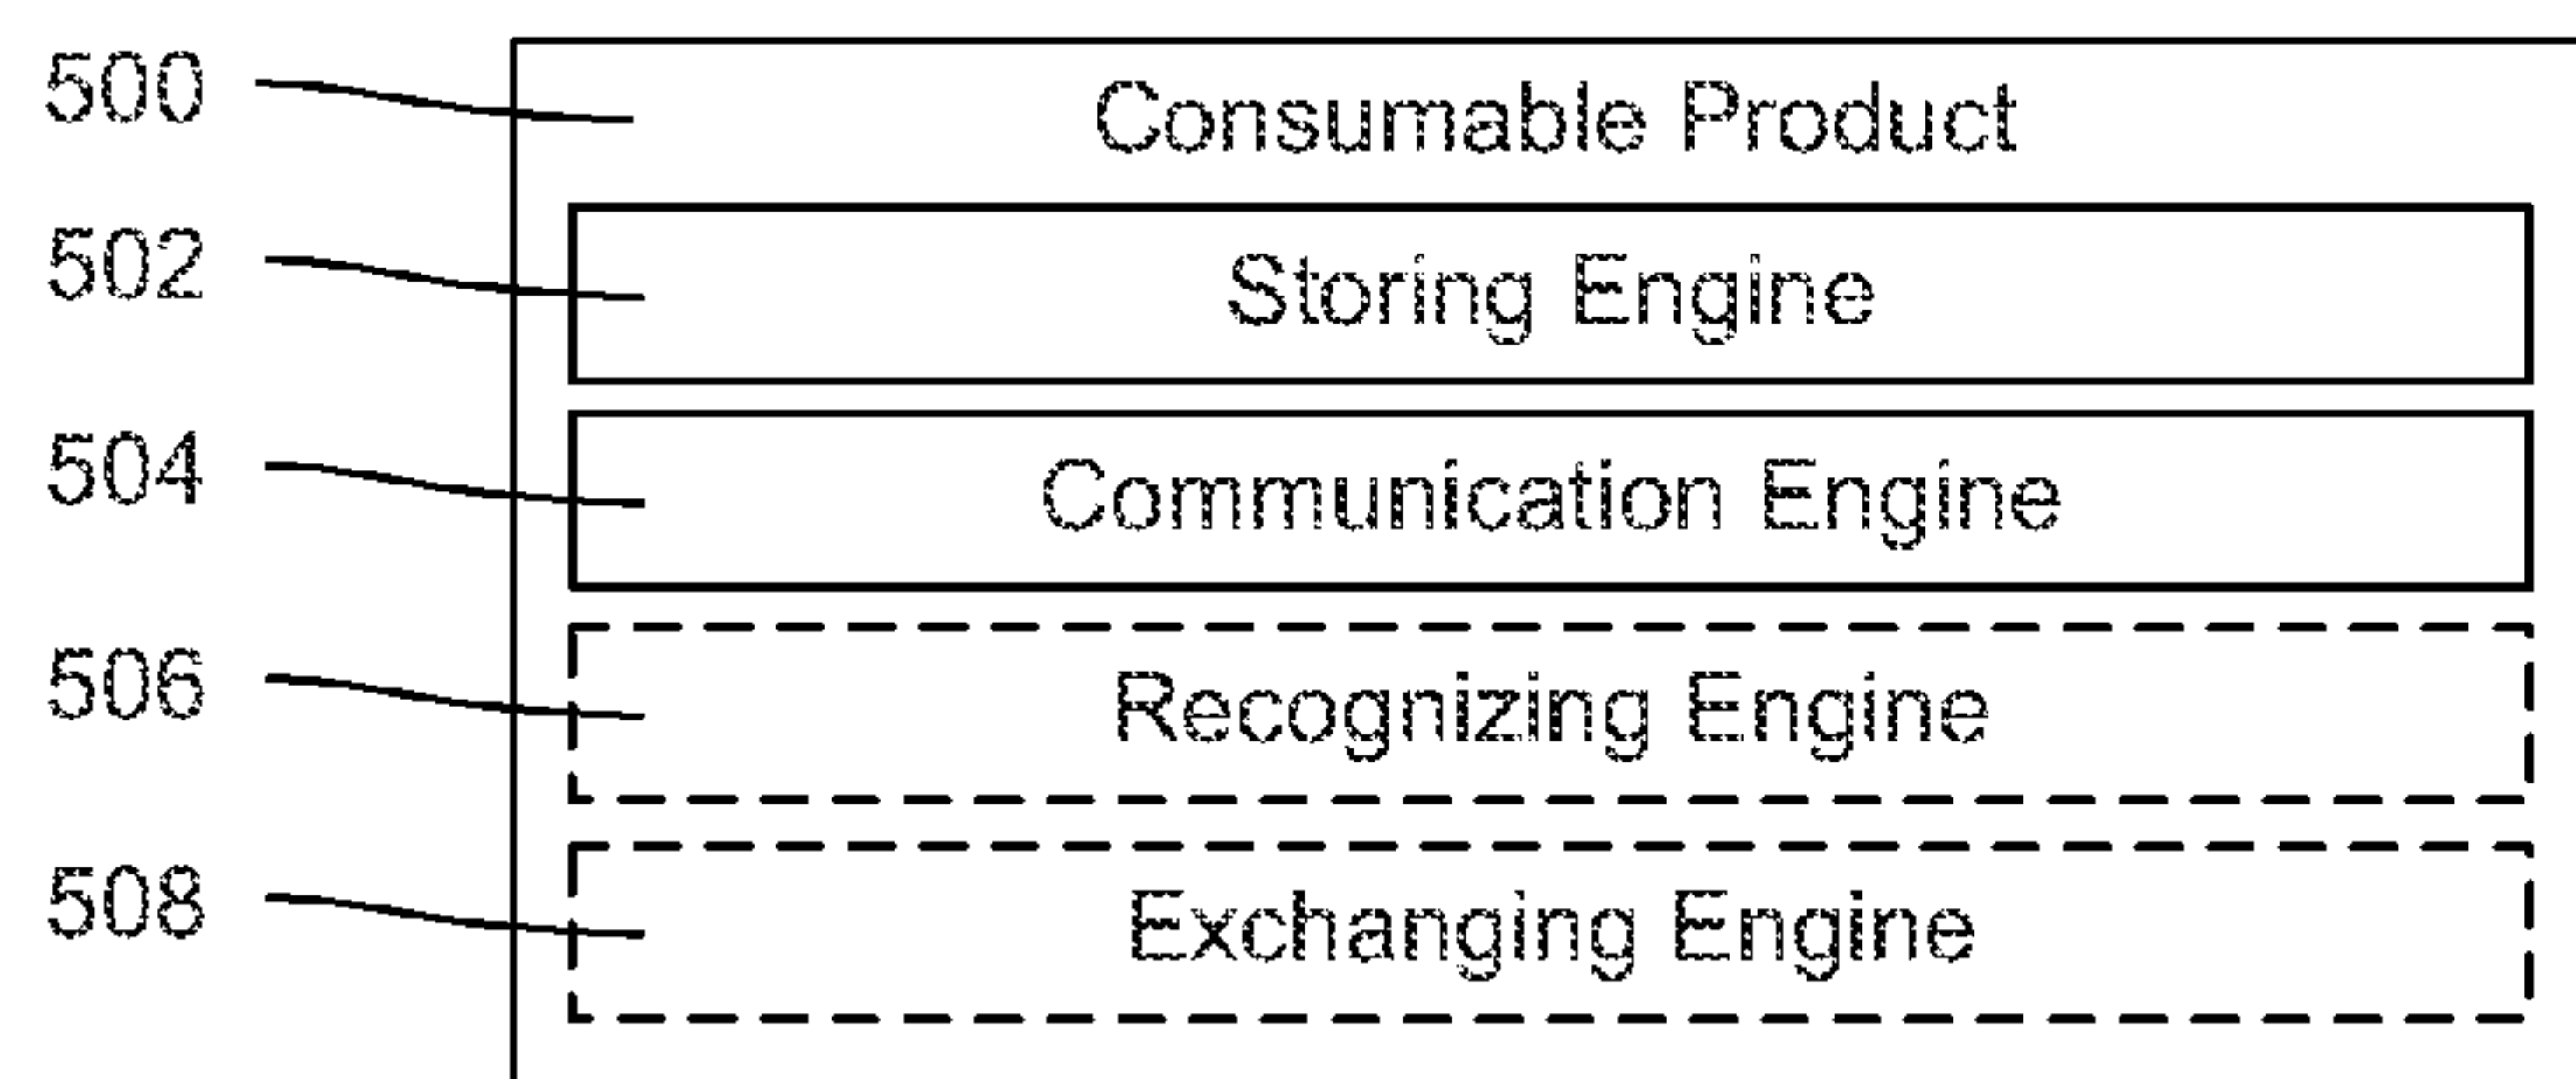 500 Consumable Product
502 Storing Engine
504 Communication Engine
506 Recognizing Engine
508 Exchanging Engine